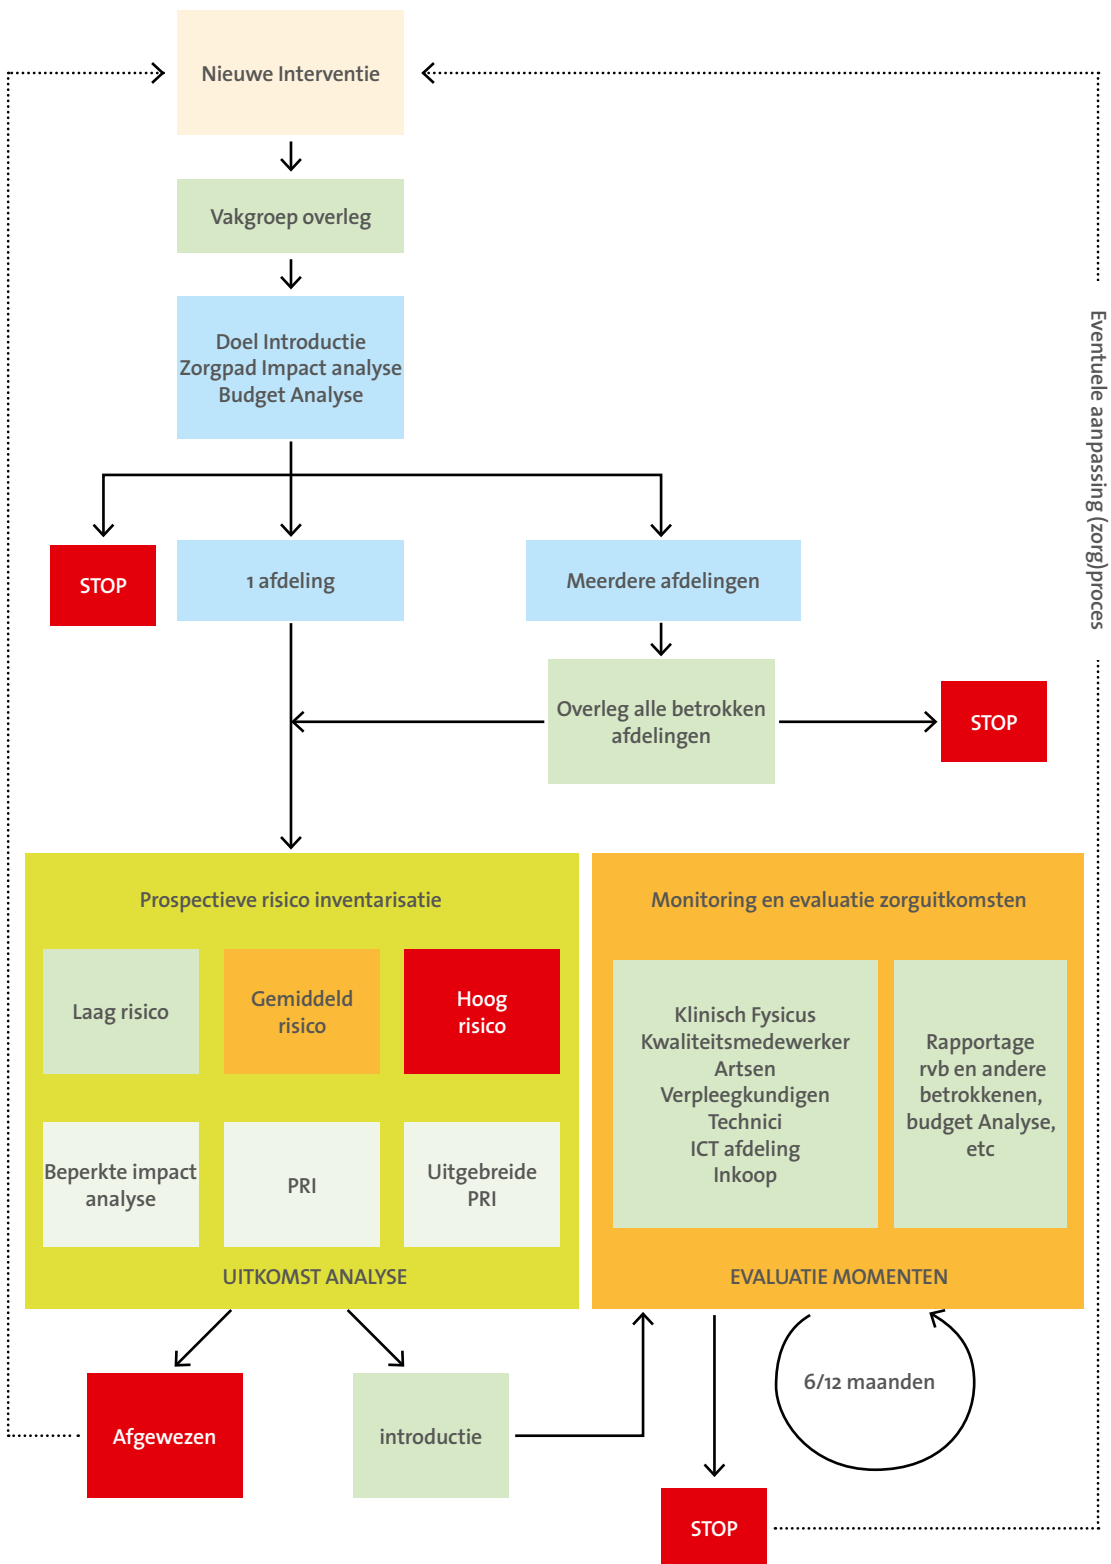 Nieuwe Interventie
Vakgroep overleg
Doel Introductie
Zorgpad Impact analyse
Budget Analyse
STOP
1 afdeling
Meerdere afdelingen
Overleg alle betrokken
afdelingen
STOP
Eventuele aanpassing (zorg)proces
Prospectieve risico inventarisatie
Laag risico
Gemiddeld
risico
Hoog
risico
Beperkte impact
analyse
PRI
Uitgebreide
PRI
UITKOMST ANALYSE
Monitoring en evaluatie zorguitkomsten
Klinisch Fysicus
Kwaliteitsmedewerker
Artsen
Verpleegkundigen
Technici
ICT afdeling
Inkoop
Rapportage
rvb en andere
betrokkenen,
budget Analyse,
etc
EVALUATIE MOMENTEN
Afgewezen
introductie
6/12 maanden
STOP